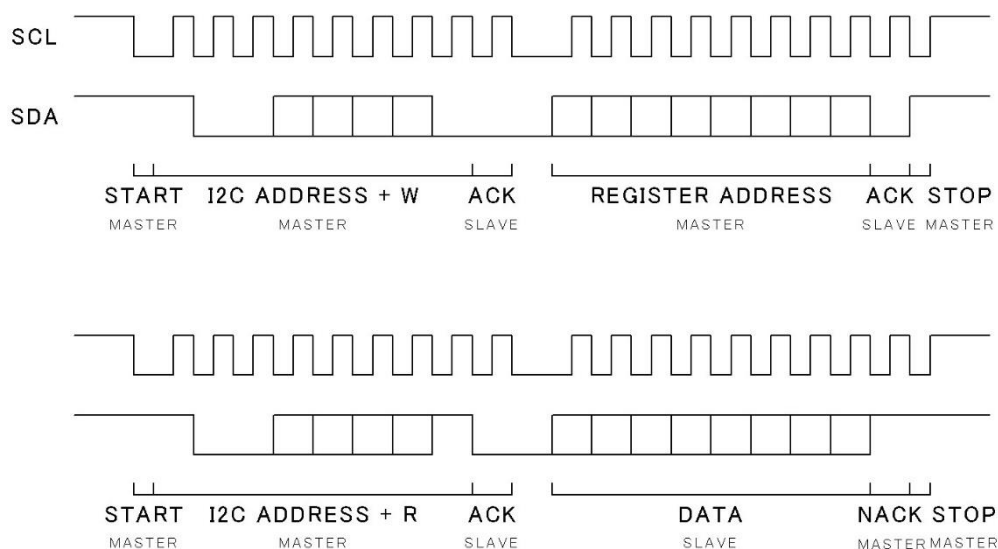 SCL
SDA
START I2C ADDRESS + W ACK REGISTER ADDRESS ACK STOP
MASTER MASTER SLAVE MASTER SLAVE MASTER
START I2C ADDRESS + R ACK DATA NACK STOP
MASTER MASTER SLAVE SLAVE MASTER MASTER